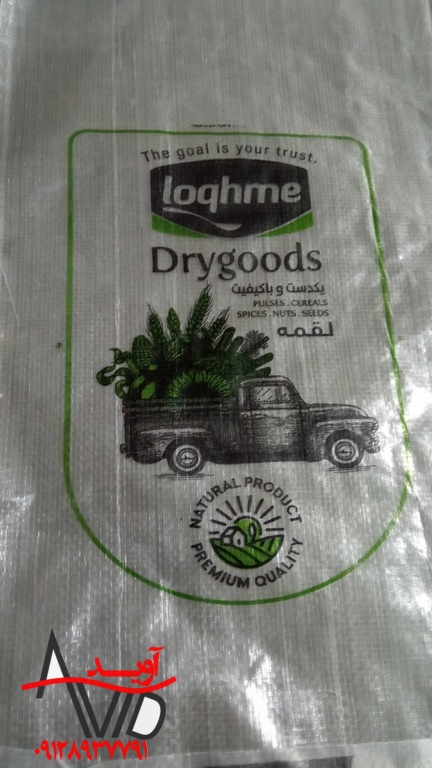 The goal is your trust.
loqhme
Drygoods
یکدست و باکیفیت
PULSES . CEREALS
SPICES . NUTS . SEEDS
لقمه
NATURAL PRODUCT
PREMIUM QUALITY
آوید
AVID
۰۹۱۲۸۹۳۷۷۹۱